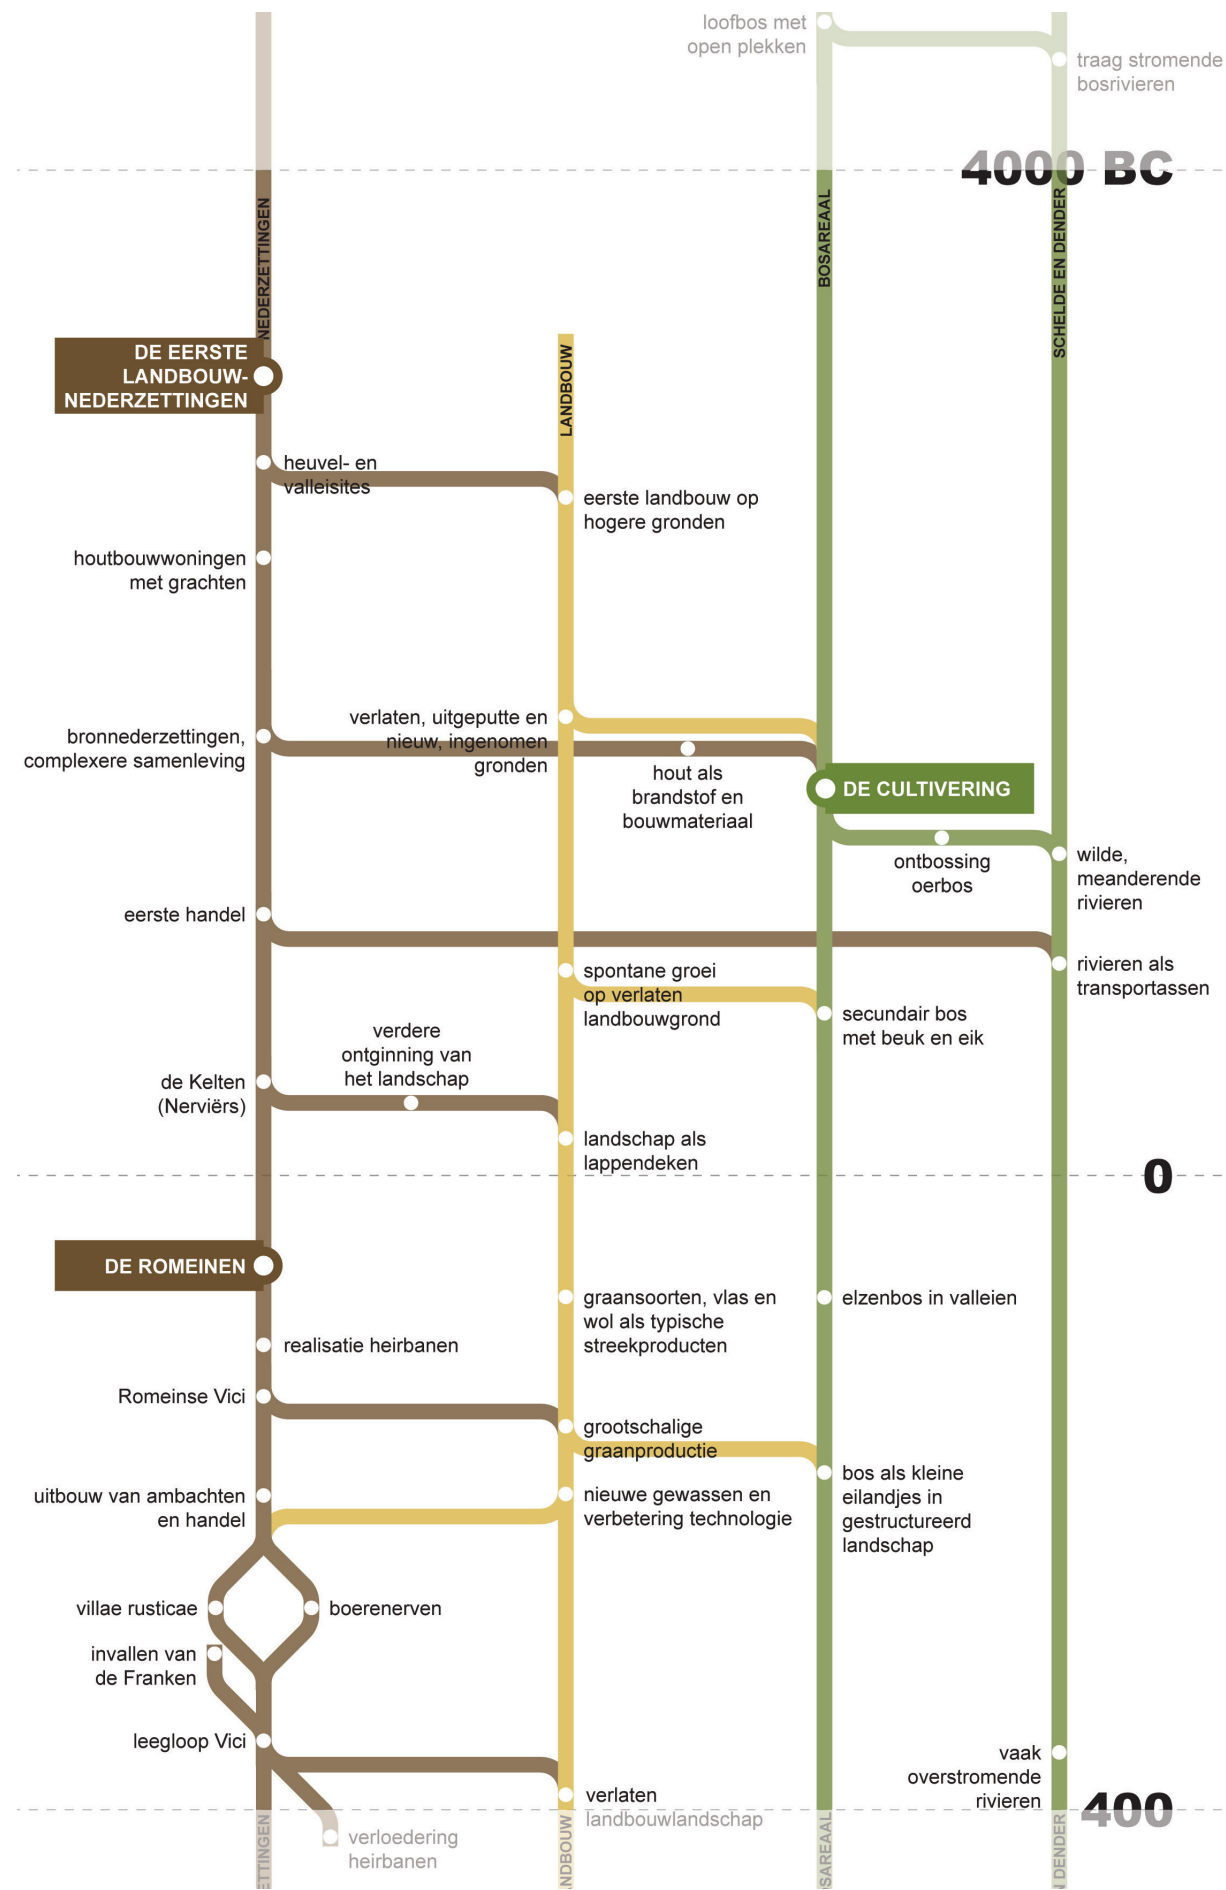 loofbos met
open plekken
traag stromende
bosrivieren
4000 BC
NEDERZETTINGEN
BOSAREAAL
SCHELDE EN DENDER
DE EERSTE
LANDBOUW-
NEDERZETTINGEN
LANDBOUW
heuvel- en
valleisites
eerste landbouw op
hogere gronden
houtbouwwoningen
met grachten
verlaten, uitgeputte en
nieuw, ingenomen
gronden
bronnederzettingen,
complexere samenleving
hout als
brandstof en
bouwmateriaal
DE CULTIVERING
ontbossing
oerbos
wilde,
meanderende
rivieren
eerste handel
rivieren als
transportassen
spontane groei
op verlaten
landbouwgrond
secundair bos
met beuk en eik
verdere
ontginning van
het landschap
de Kelten
(Nerviërs)
landschap als
lappendeken
0
DE ROMEINEN
graansoorten, vlas en
wol als typische
streekproducten
elzenbos in valleien
realisatie heirbanen
Romeinse Vici
grootschalige
graanproductie
bos als kleine
eilandjes in
gestructureerd
landschap
uitbouw van ambachten
en handel
nieuwe gewassen en
verbetering technologie
villae rusticae
boerenerven
invallen van
de Franken
leegloop Vici
vaak
overstromende
rivieren
verlaten
landbouwlandschap
400
verloedering
heirbanen
ETTINGEN
ANDBOUW
OSAREAAL
N DENDER